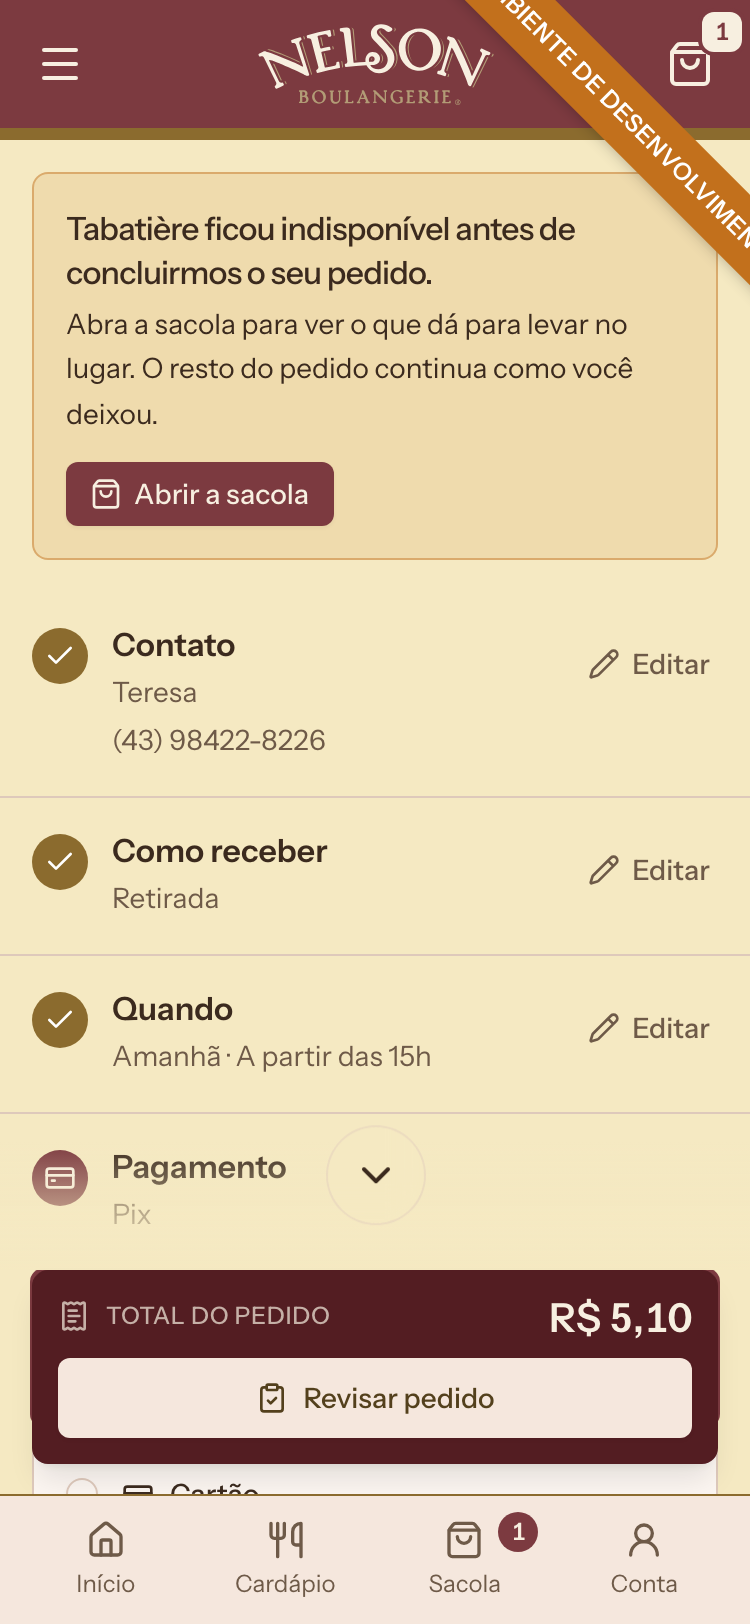 NELSON
BOULANGERIE
1
BIENTE DE DESENVOLVIMEN
Tabatière ficou indisponível antes de
concluirmos o seu pedido.
Abra a sacola para ver o que dá para levar no
lugar. O resto do pedido continua como você
deixou.
Abrir a sacola
Contato
Editar
Teresa
(43) 98422-8226
Como receber
Editar
Retirada
Quando
Editar
Amanhã · A partir das 15h
Pagamento
Pix
TOTAL DO PEDIDO
R$ 5,10
Revisar pedido
Cartão
Início
Cardápio
Sacola
1
Conta